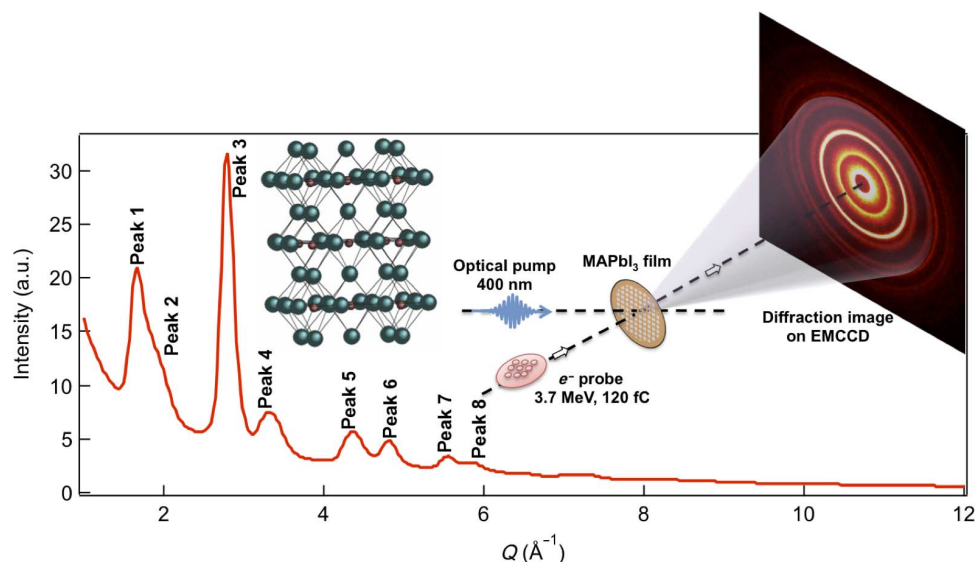 Intensity (a.u.)
30
25
20
15
10
5
0
2
4
6
8
10
12
Q (Å⁻¹)
Peak 1
Peak 2
Peak 3
Peak 4
Peak 5
Peak 6
Peak 7
Peak 8
Optical pump
400 nm
MAPbI₃ film
e⁻ probe
3.7 MeV, 120 fC
Diffraction image
on EMCCD